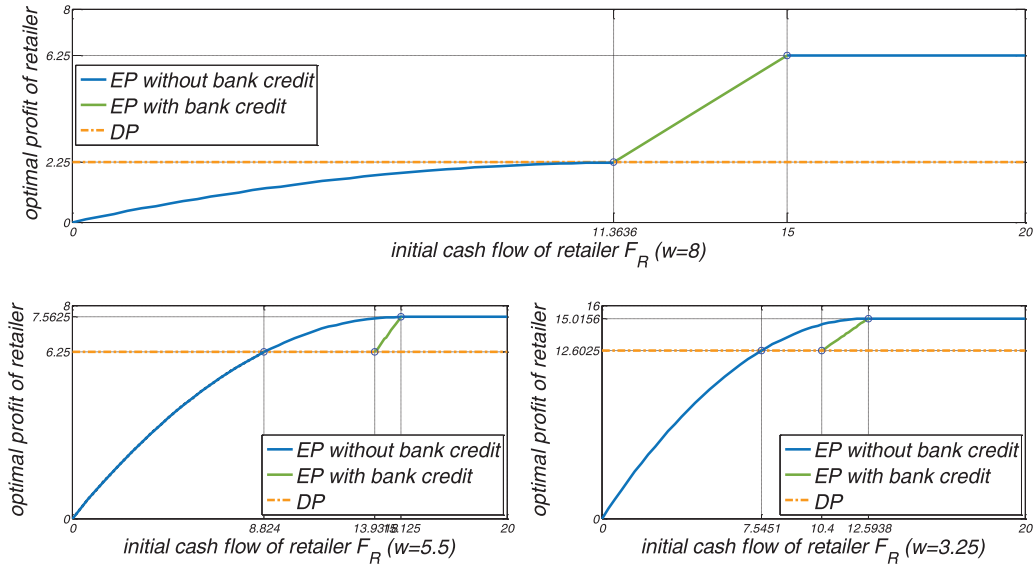 8
6.25
2.25
0
optimal profit of retailer
EP without bank credit
EP with bank credit
DP
0
11.3636
15
20
initial cash flow of retailer F_R (w=8)
8
7.5625
6.25
0
optimal profit of retailer
EP without bank credit
EP with bank credit
DP
0
8.824
20
initial cash flow of retailer F_R (w=5.5)
16
15.0156
12.6025
0
optimal profit of retailer
EP without bank credit
EP with bank credit
DP
0
7.5451
10.4
12.5938
20
initial cash flow of retailer F_R (w=3.25)